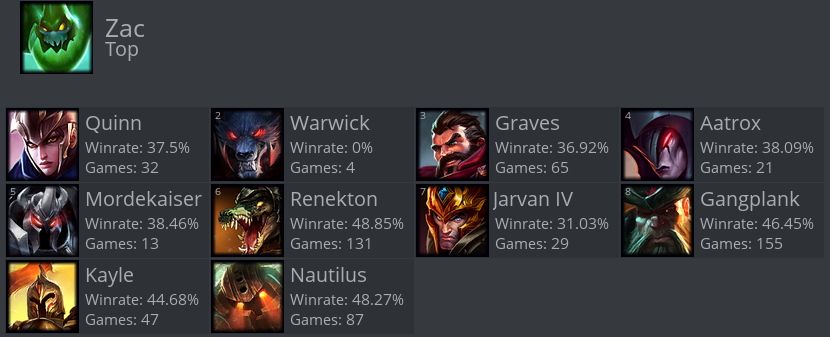 Zac
Top
Quinn
Winrate: 37.5%
Games: 32
2
Warwick
Winrate: 0%
Games: 4
3
Graves
Winrate: 36.92%
Games: 65
4
Aatrox
Winrate: 38.09%
Games: 21
5
Mordekaiser
Winrate: 38.46%
Games: 13
6
Renekton
Winrate: 48.85%
Games: 131
7
Jarvan IV
Winrate: 31.03%
Games: 29
8
Gangplank
Winrate: 46.45%
Games: 155
Kayle
Winrate: 44.68%
Games: 47
Nautilus
Winrate: 48.27%
Games: 87